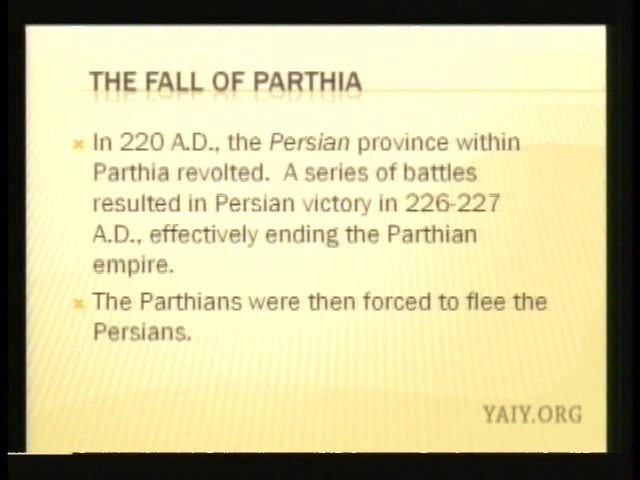 THE FALL OF PARTHIA
In 220 A.D., the Persian province within
Parthia revolted. A series of battles
resulted in Persian victory in 226-227
A.D., effectively ending the Parthian
empire.
The Parthians were then forced to flee the
Persians.
YAIY.ORG